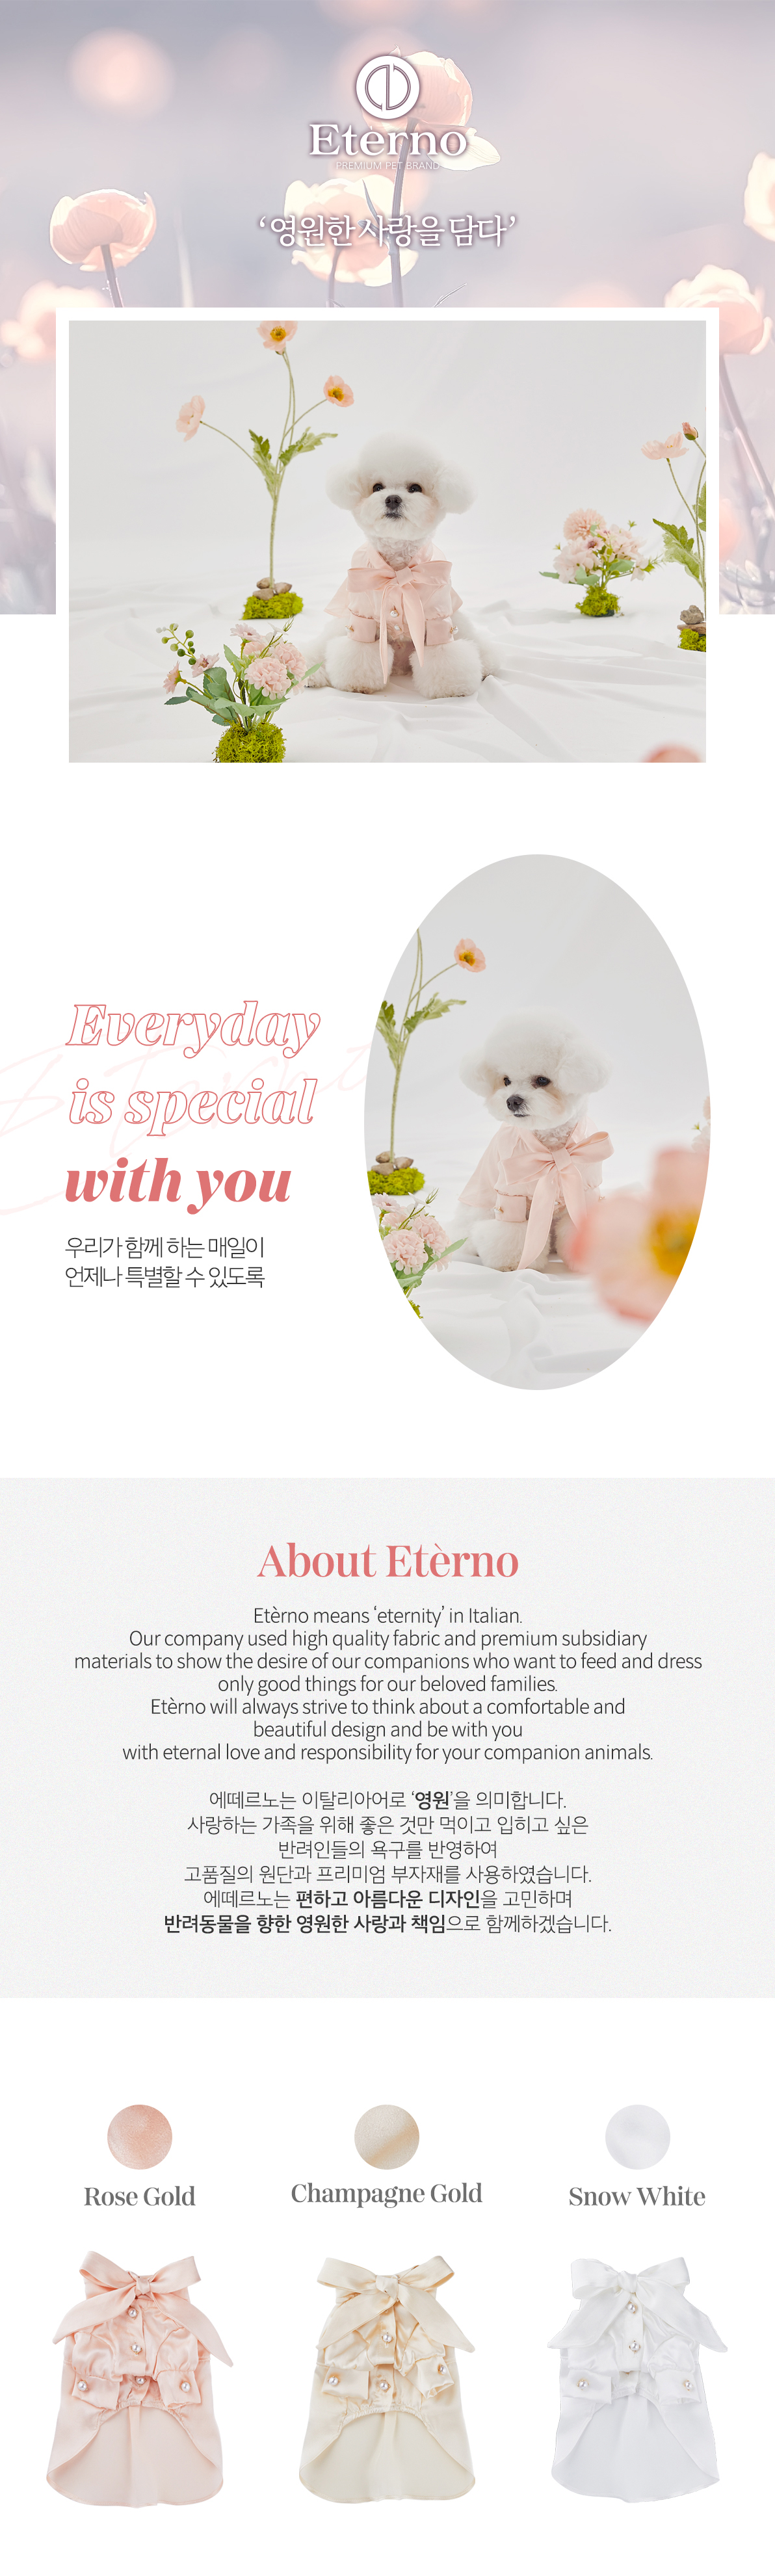 Etèrno
PREMIUM PET BRAND
‘영원한 사랑을 담다’
Everyday
is special
with you
우리가 함께 하는 매일이
언제나 특별할 수 있도록
About Etèrno
Etèrno means ‘eternity’ in Italian.
Our company used high quality fabric and premium subsidiary
materials to show the desire of our companions who want to feed and dress
only good things for our beloved families.
Etèrno will always strive to think about a comfortable and
beautiful design and be with you
with eternal love and responsibility for your companion animals.
에떼르노는 이탈리아어로 ‘영원’을 의미합니다.
사랑하는 가족을 위해 좋은 것만 먹이고 입히고 싶은
반려인들의 욕구를 반영하여
고품질의 원단과 프리미엄 부자재를 사용하였습니다.
에떼르노는 편하고 아름다운 디자인을 고민하며
반려동물을 향한 영원한 사랑과 책임으로 함께하겠습니다.
Rose Gold
Champagne Gold
Snow White